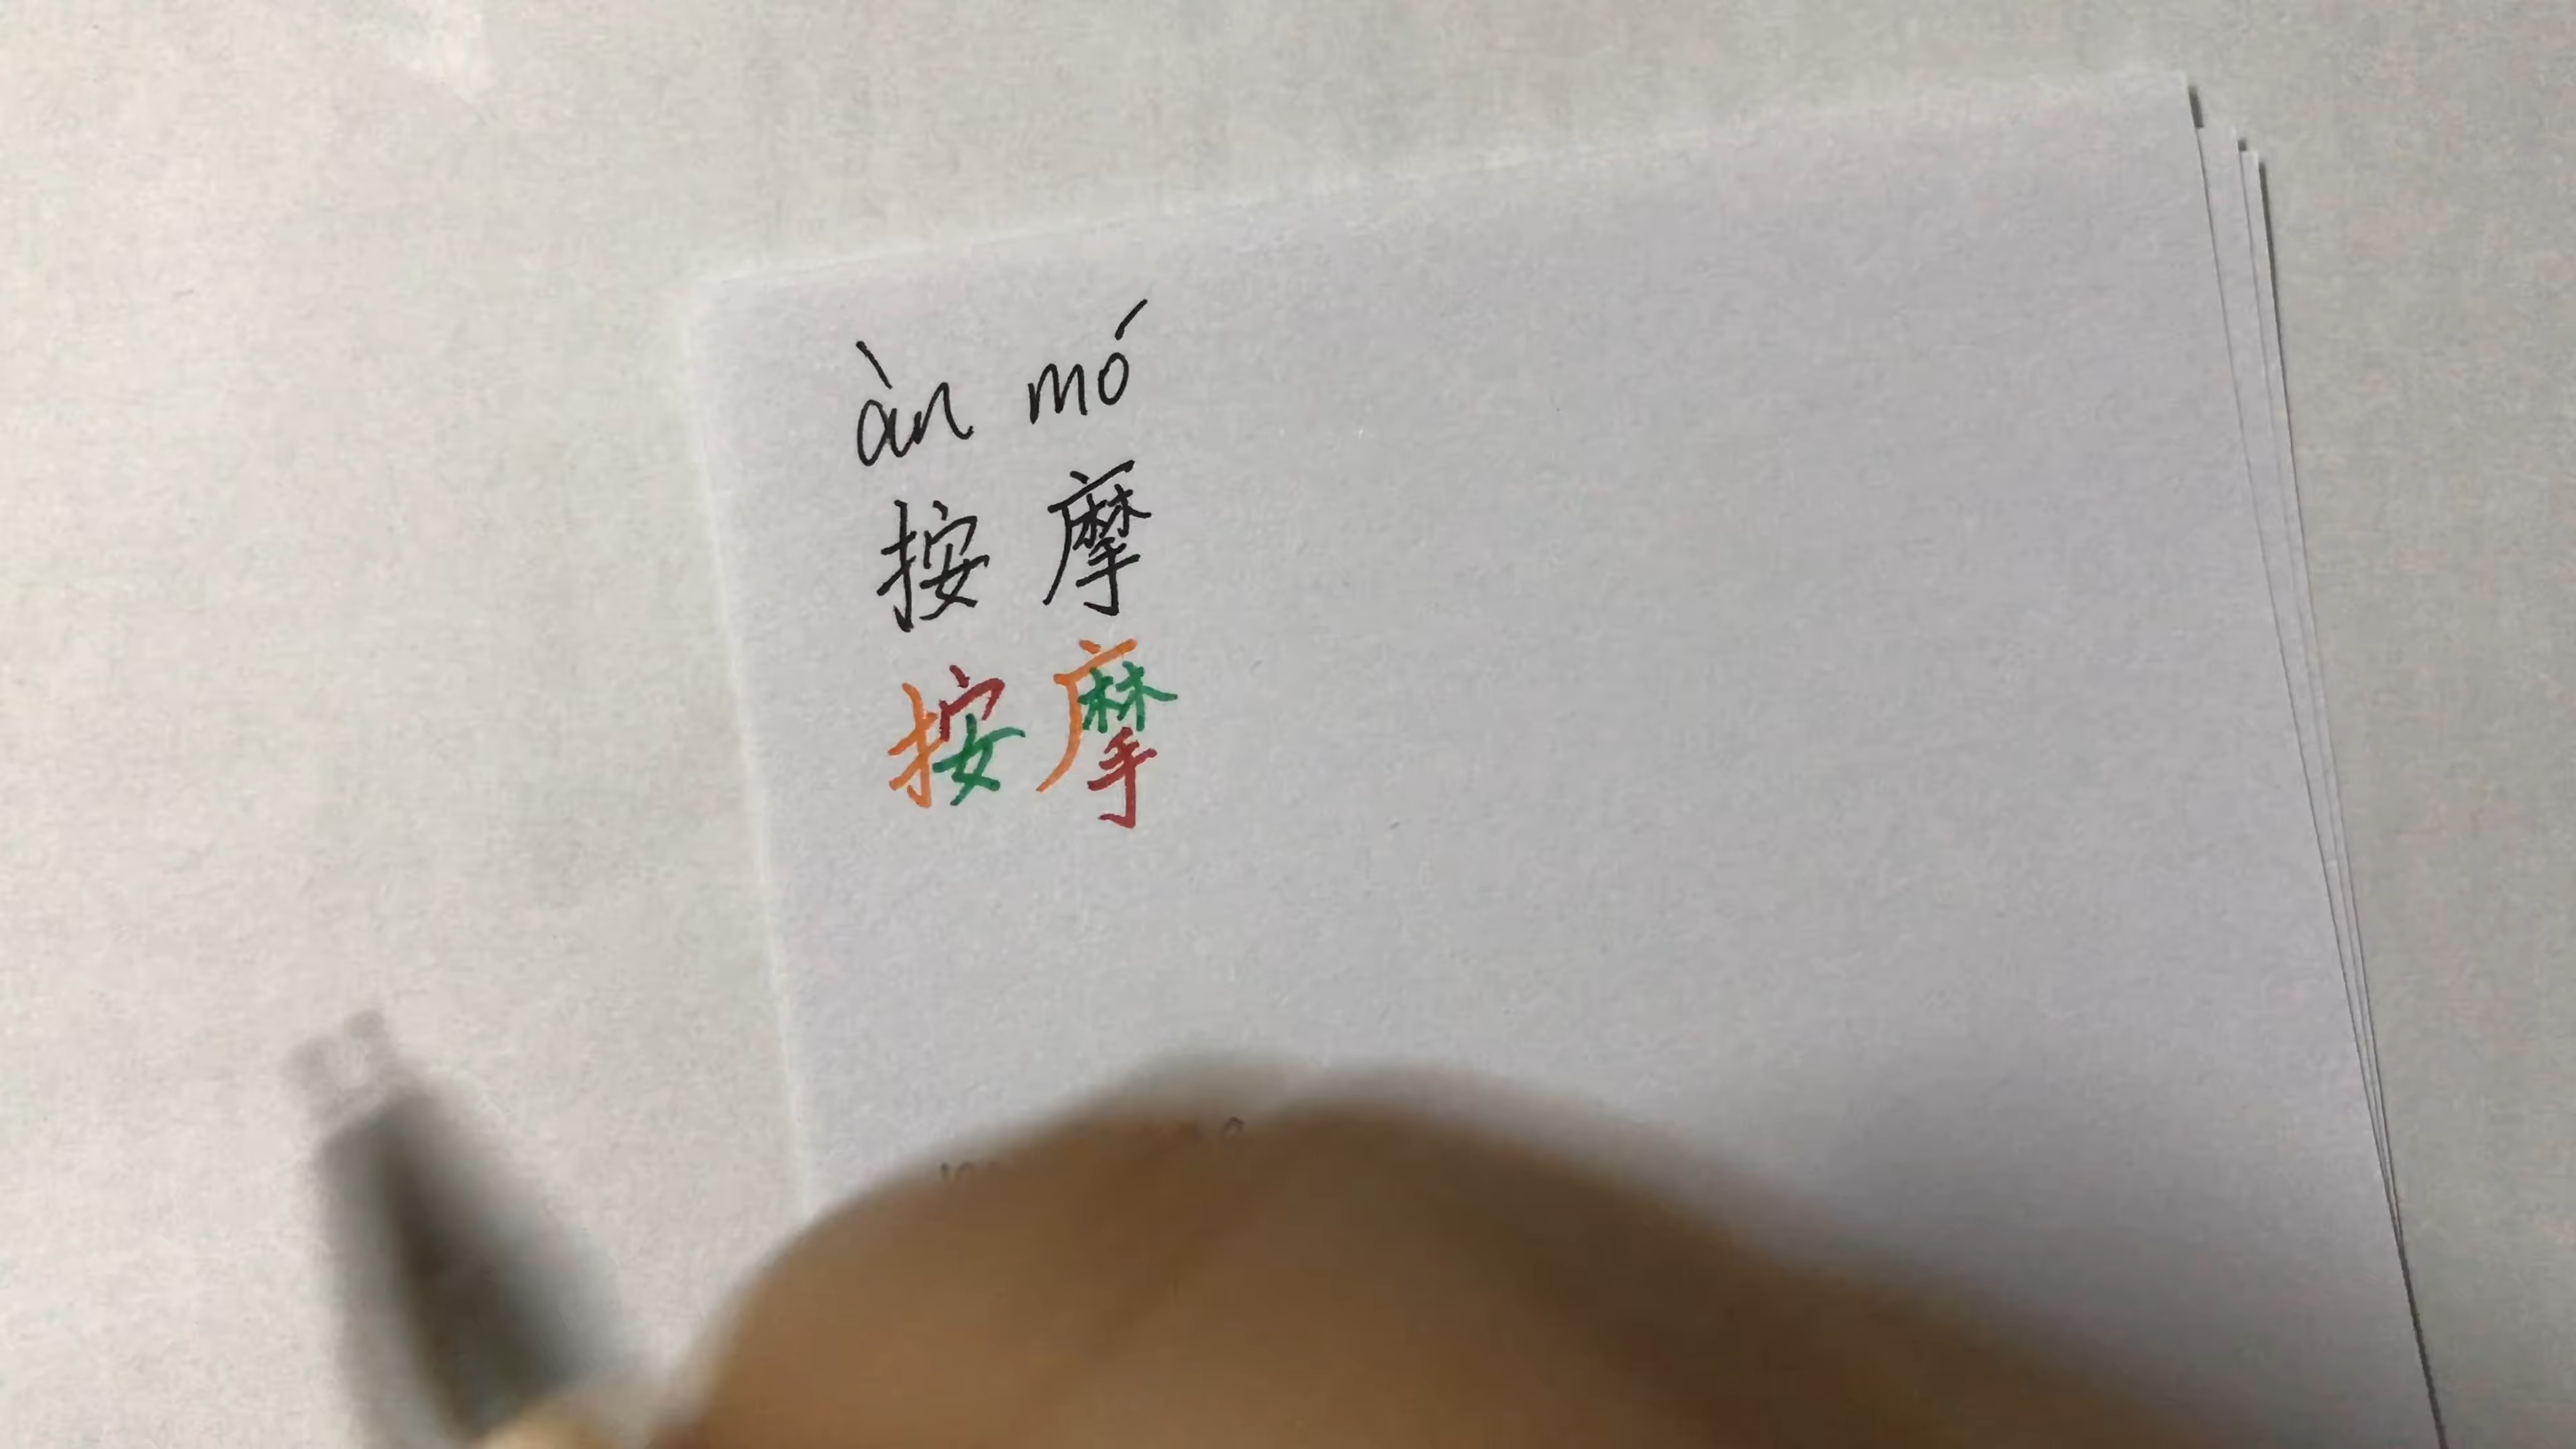 àn mó
按 摩
按 摩